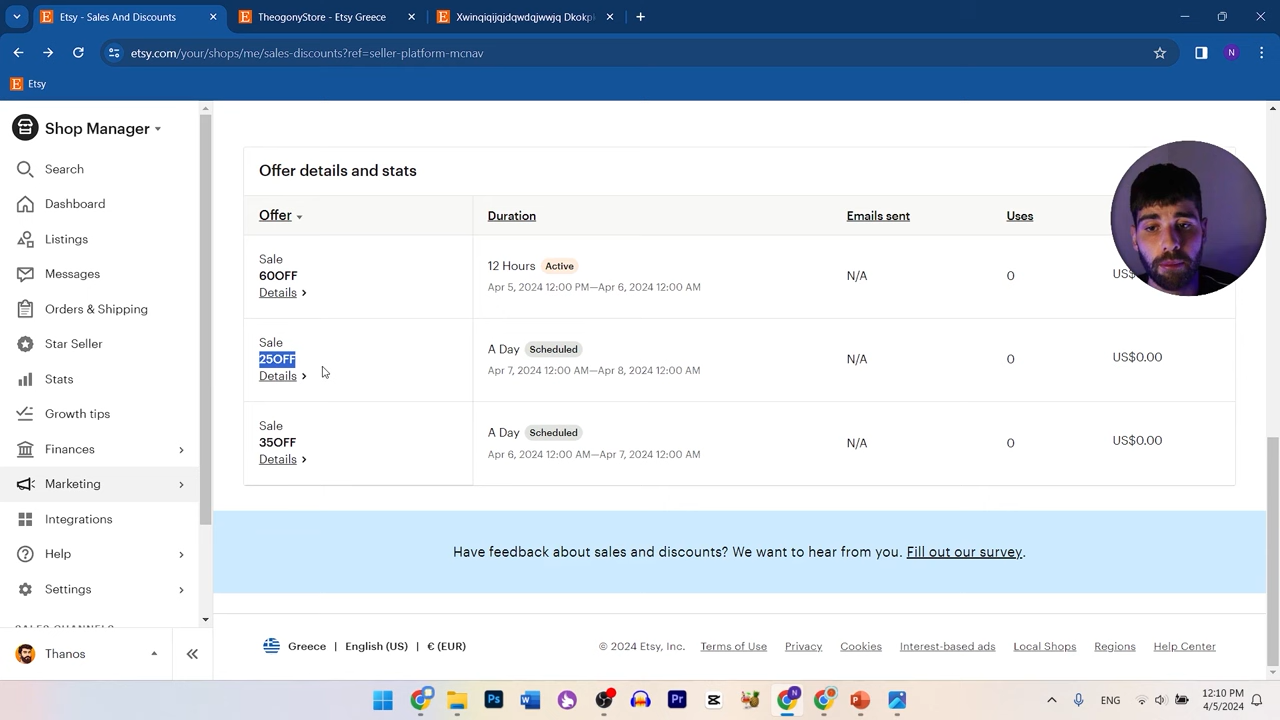 Etsy - Sales And Discounts
TheogonyStore - Etsy Greece
Xwinqiqijqjdqwdqjwwjq Dkokp
etsy.com/your/shops/me/sales-discounts?ref=seller-platform-mcnav
N
Etsy
Shop Manager
Search
Dashboard
Listings
Messages
Orders & Shipping
Star Seller
Stats
Growth tips
Finances
Marketing
Integrations
Help
Settings
SALES CHANNELS
Thanos
Offer details and stats
Offer
Duration
Emails sent
Uses
Sale
60OFF
Details
12 Hours Active
Apr 5, 2024 12:00 PM—Apr 6, 2024 12:00 AM
N/A
0
US$
Sale
25OFF
Details
A Day Scheduled
Apr 7, 2024 12:00 AM—Apr 8, 2024 12:00 AM
N/A
0
US$0.00
Sale
35OFF
Details
A Day Scheduled
Apr 6, 2024 12:00 AM—Apr 7, 2024 12:00 AM
N/A
0
US$0.00
Have feedback about sales and discounts? We want to hear from you. Fill out our survey.
Greece | English (US) | € (EUR)
© 2024 Etsy, Inc. Terms of Use Privacy Cookies Interest-based ads Local Shops Regions Help Center
ENG
12:10 PM
4/5/2024